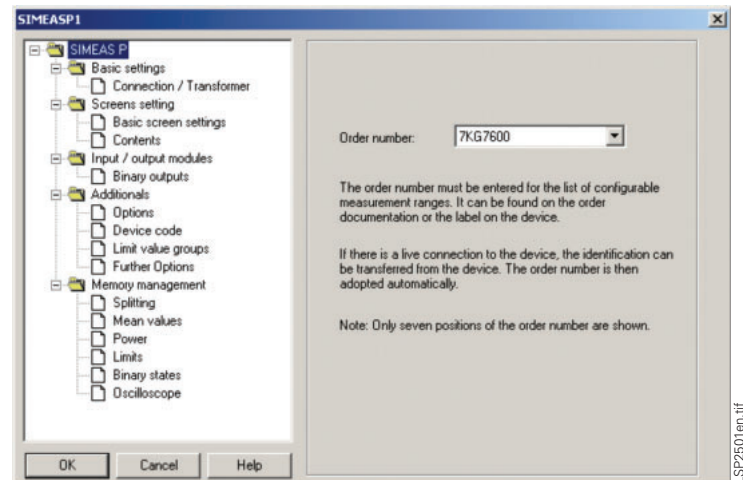 SIMEASP1
SIMEAS P
Basic settings
Connection / Transformer
Screens setting
Basic screen settings
Contents
Input / output modules
Binary outputs
Additionals
Options
Device code
Limit value groups
Further Options
Memory management
Splitting
Mean values
Power
Limits
Binary states
Oscilloscope
OK
Cancel
Help
Order number:
7KG7600
The order number must be entered for the list of configurable
measurement ranges. It can be found on the order
documentation or the label on the device.
If there is a live connection to the device, the identification can
be transferred from the device. The order number is then
adopted automatically.
Note: Only seven positions of the order number are shown.
SP2501en.tif